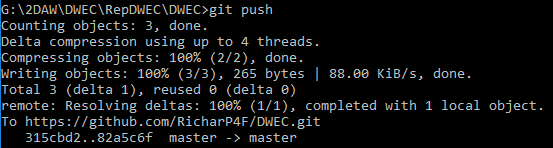 G:\2DAW\DWEC\RepDWEC\DWEC>git push
Counting objects: 3, done.
Delta compression using up to 4 threads.
Compressing objects: 100% (2/2), done.
Writing objects: 100% (3/3), 265 bytes | 88.00 KiB/s, done.
Total 3 (delta 1), reused 0 (delta 0)
remote: Resolving deltas: 100% (1/1), completed with 1 local object.
To https://github.com/RicharP4F/DWEC.git
   315cbd2..82a5c6f  master -> master